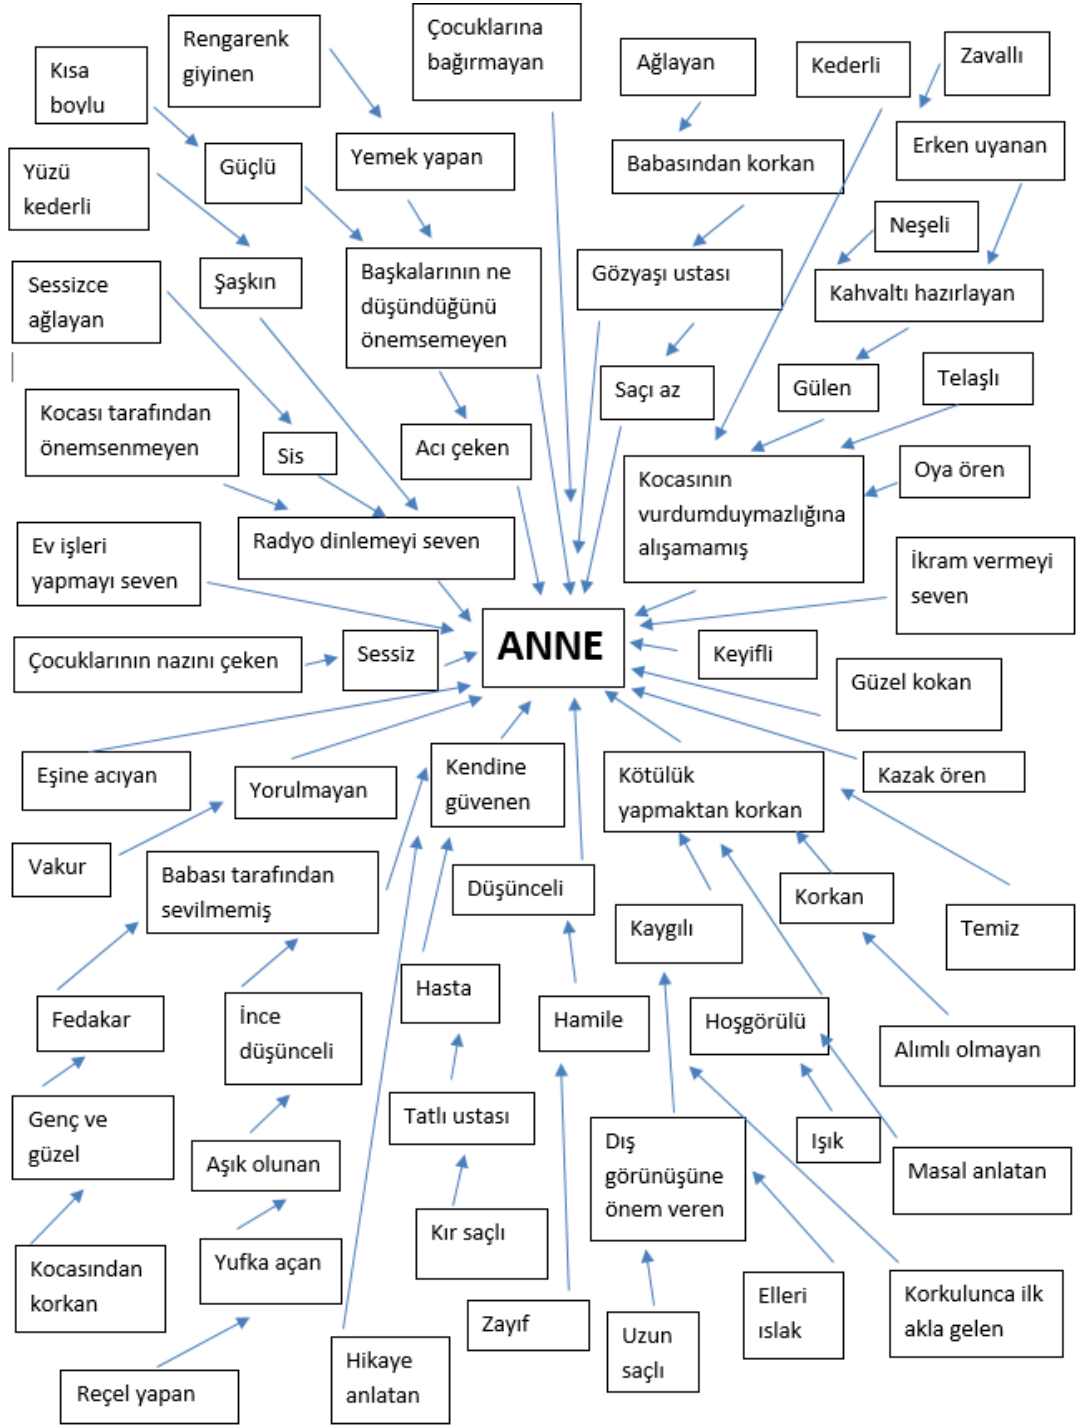 Kısa
boylu
Rengarenk
giyinen
Çocuklarına
bağırmayan
Ağlayan
Kederli
Zavallı
Yüzü
kederli
Güçlü
Yemek yapan
Babasından korkan
Erken uyanan
Neşeli
Sessizce
ağlayan
Şaşkın
Başkalarının ne
düşündüğünü
önemsemeyen
Gözyaşı ustası
Kahvaltı hazırlayan
Kocası tarafından
önemsenmeyen
Sis
Acı çeken
Saçı az
Gülen
Telaşlı
Ev işleri
yapmayı seven
Radyo dinlemeyi seven
Kocasının
vurdumduymazlığına
alışamamış
Oya ören
İkram vermeyi
seven
Çocuklarının nazını çeken
Sessiz
ANNE
Keyifli
Güzel kokan
Eşine acıyan
Yorulmayan
Kendine
güvenen
Kötülük
yapmaktan korkan
Kazak ören
Vakur
Babası tarafından
sevilmemiş
Düşünceli
Kaygılı
Korkan
Temiz
Fedakar
İnce
düşünceli
Hasta
Hamile
Hoşgörülü
Alımlı olmayan
Genç ve
güzel
Aşık olunan
Tatlı ustası
Dış
görünüşüne
önem veren
Işık
Masal anlatan
Kocasından
korkan
Yufka açan
Kır saçlı
Zayıf
Uzun
saçlı
Elleri
ıslak
Korkulunca ilk
akla gelen
Reçel yapan
Hikaye
anlatan